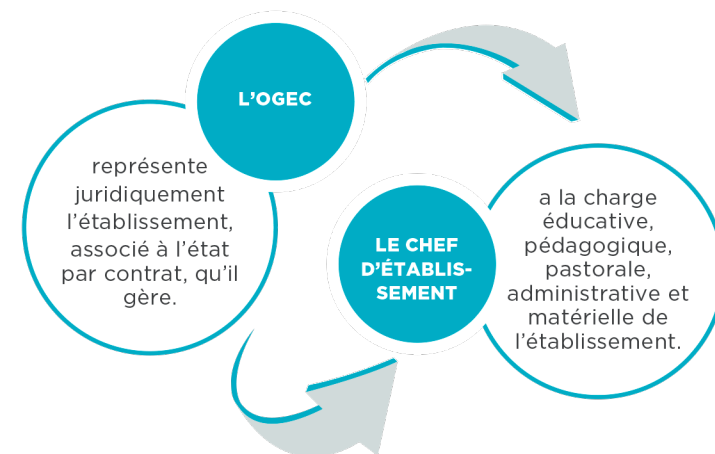 L'OGEC
représente
juridiquement
l'établissement,
associé à l'état
par contrat, qu'il
gère.
LE CHEF
D'ÉTABLIS-
SEMENT
a la charge
éducative,
pédagogique,
pastorale,
administrative et
matérielle de
l'établissement.